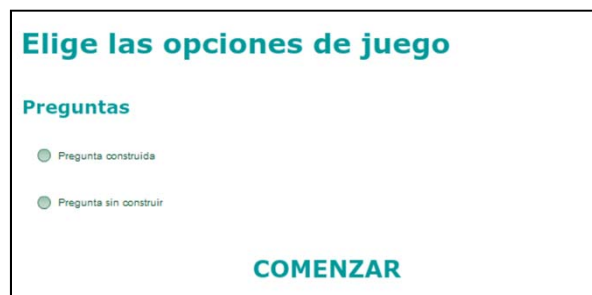 Elige las opciones de juego
Preguntas
Pregunta construida
Pregunta sin construir
COMENZAR